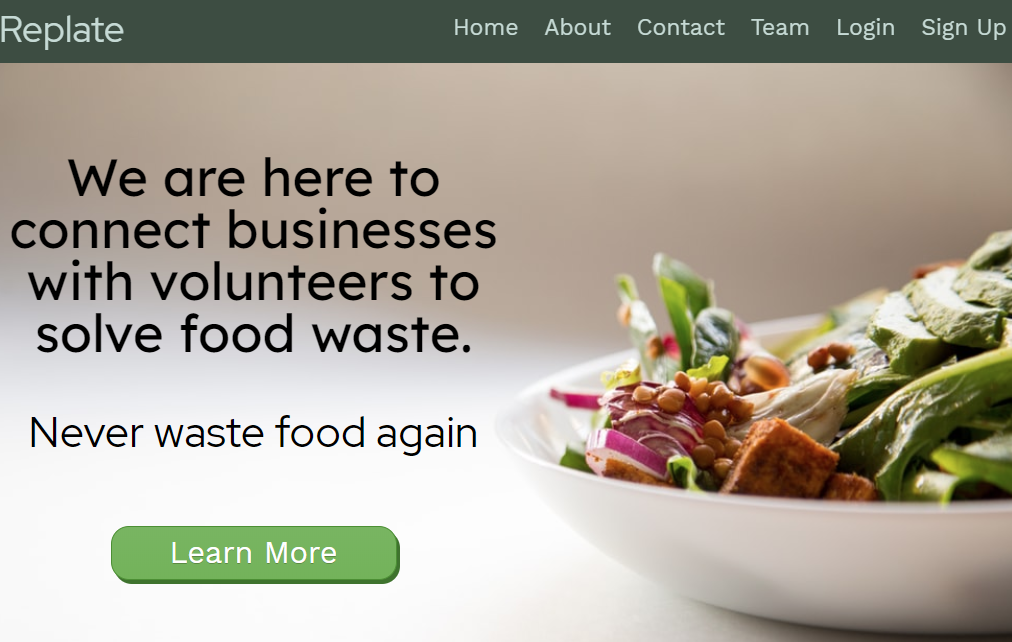 Replate
Home About Contact Team Login Sign Up
We are here to
connect businesses
with volunteers to
solve food waste.
Never waste food again
Learn More